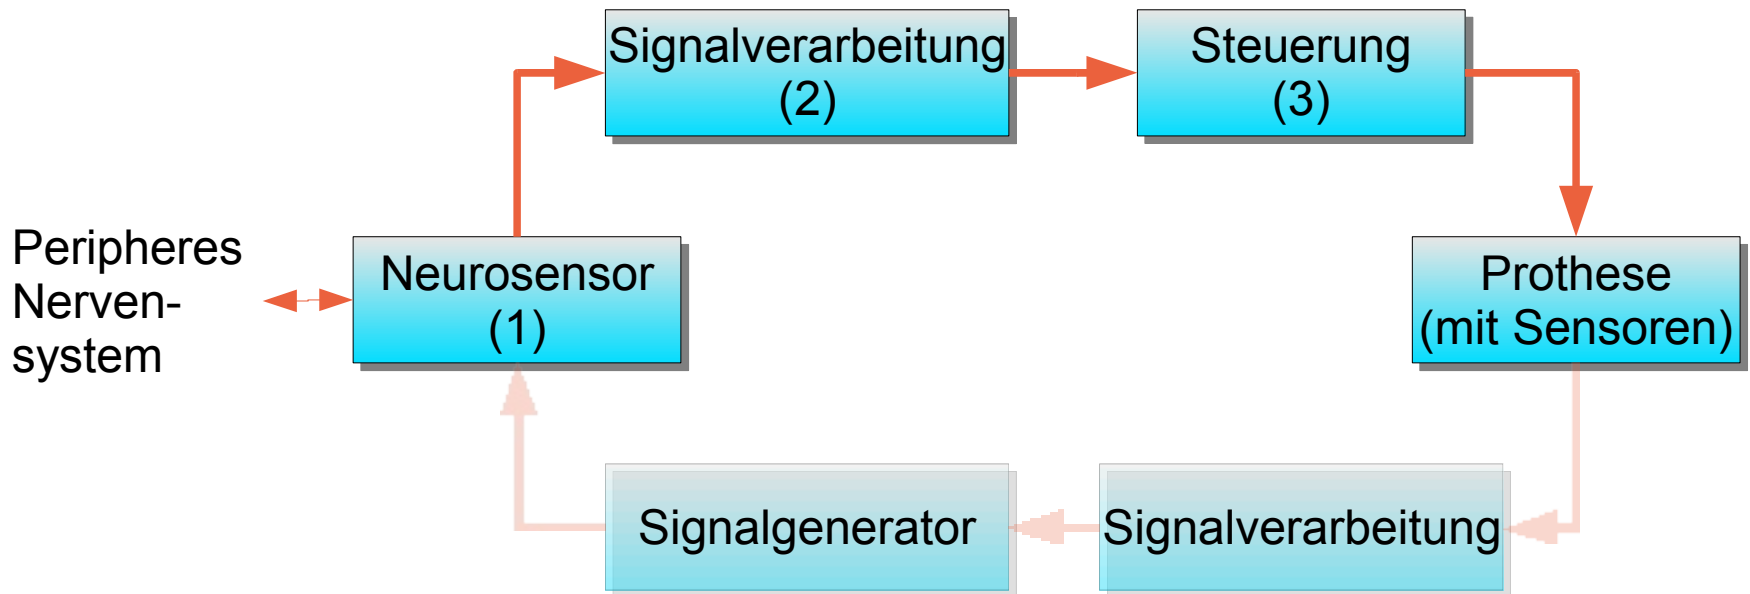 Signalverarbeitung
(2)
Steuerung
(3)
Peripheres
Nerven-
system
Neurosensor
(1)
Prothese
(mit Sensoren)
Signalgenerator
Signalverarbeitung